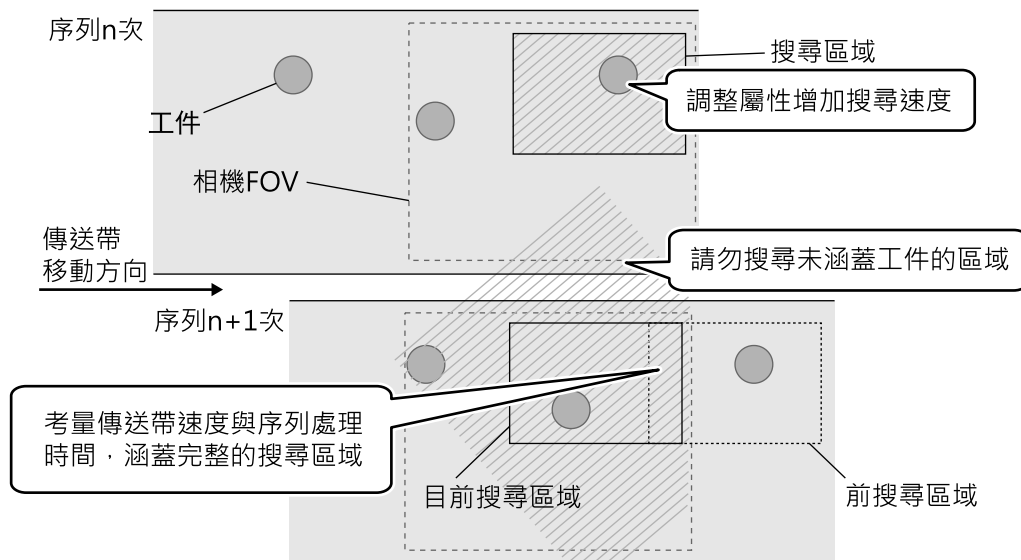 序列n次
搜尋區域
調整屬性增加搜尋速度
工件
相機FOV
傳送帶
移動方向
請勿搜尋未涵蓋工件的區域
序列n+1次
考量傳送帶速度與序列處理
時間，涵蓋完整的搜尋區域
目前搜尋區域
前搜尋區域